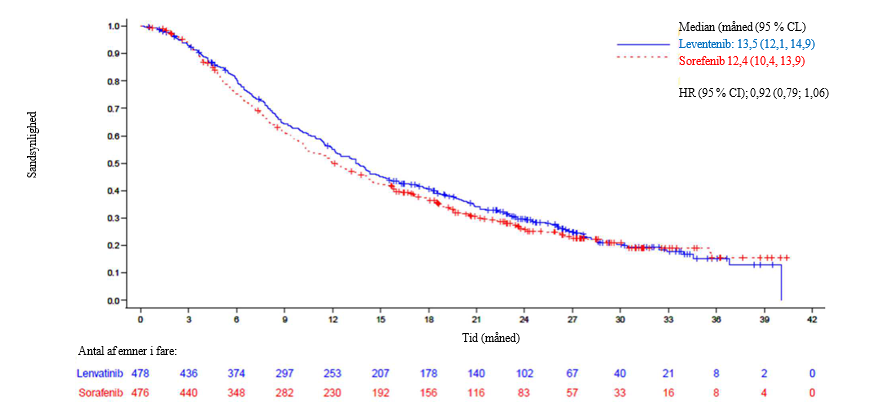 Median (måned (95 % CL)
Leventenib: 13,5 (12,1, 14,9)
Sorefenib 12,4 (10,4, 13,9)
HR (95 % CI); 0,92 (0,79; 1,06)
Sandsynlighed
1.0
0.9
0.8
0.7
0.6
0.5
0.4
0.3
0.2
0.1
0.0
0 3 6 9 12 15 18 21 24 27 30 33 36 39 42
Tid (måned)
Antal af emner i fare:
Lenvatinib 478 436 374 297 253 207 178 140 102 67 40 21 8 2 0
Sorafenib 476 440 348 282 230 192 156 116 83 57 33 16 8 4 0